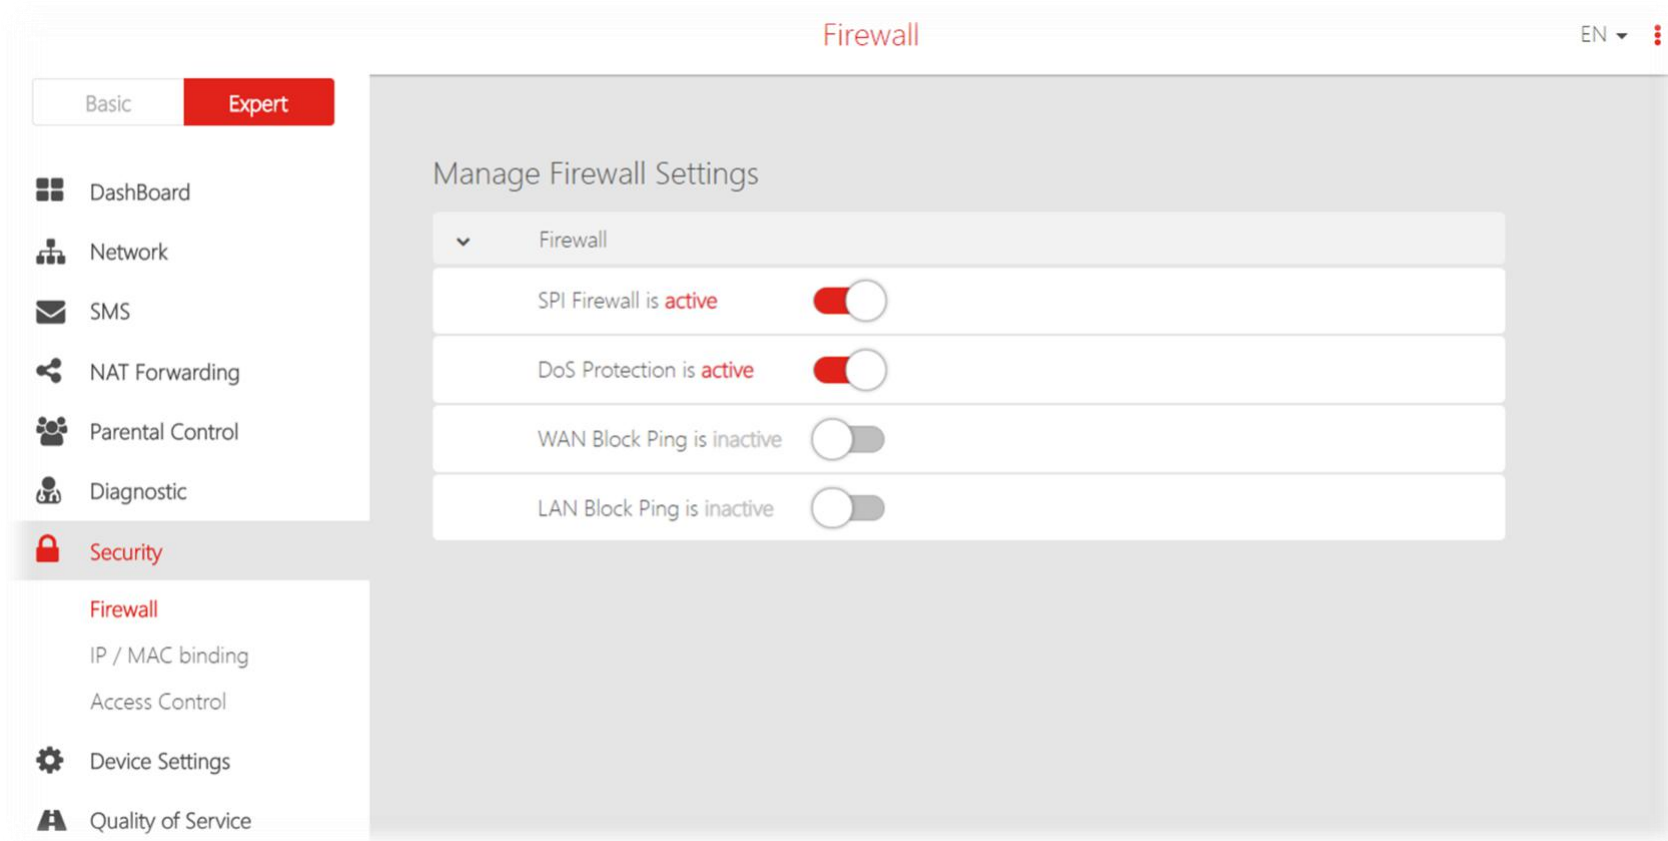 Firewall
EN
Basic
Expert
DashBoard
Network
SMS
NAT Forwarding
Parental Control
Diagnostic
Security
Firewall
IP / MAC binding
Access Control
Device Settings
Quality of Service
Manage Firewall Settings
Firewall
SPI Firewall is active
DoS Protection is active
WAN Block Ping is inactive
LAN Block Ping is inactive